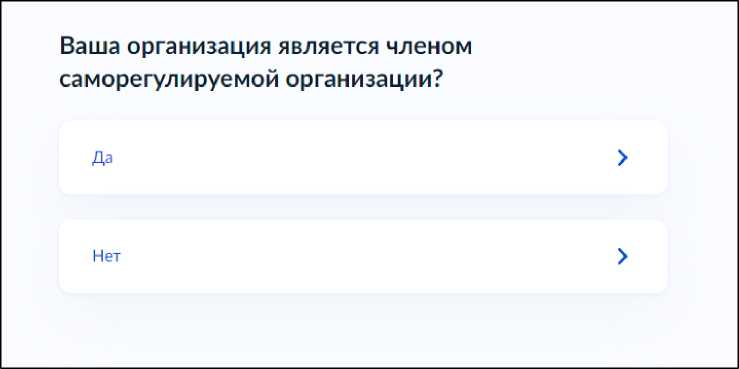 Ваша организация является членом
саморегулируемой организации?
Да
Нет